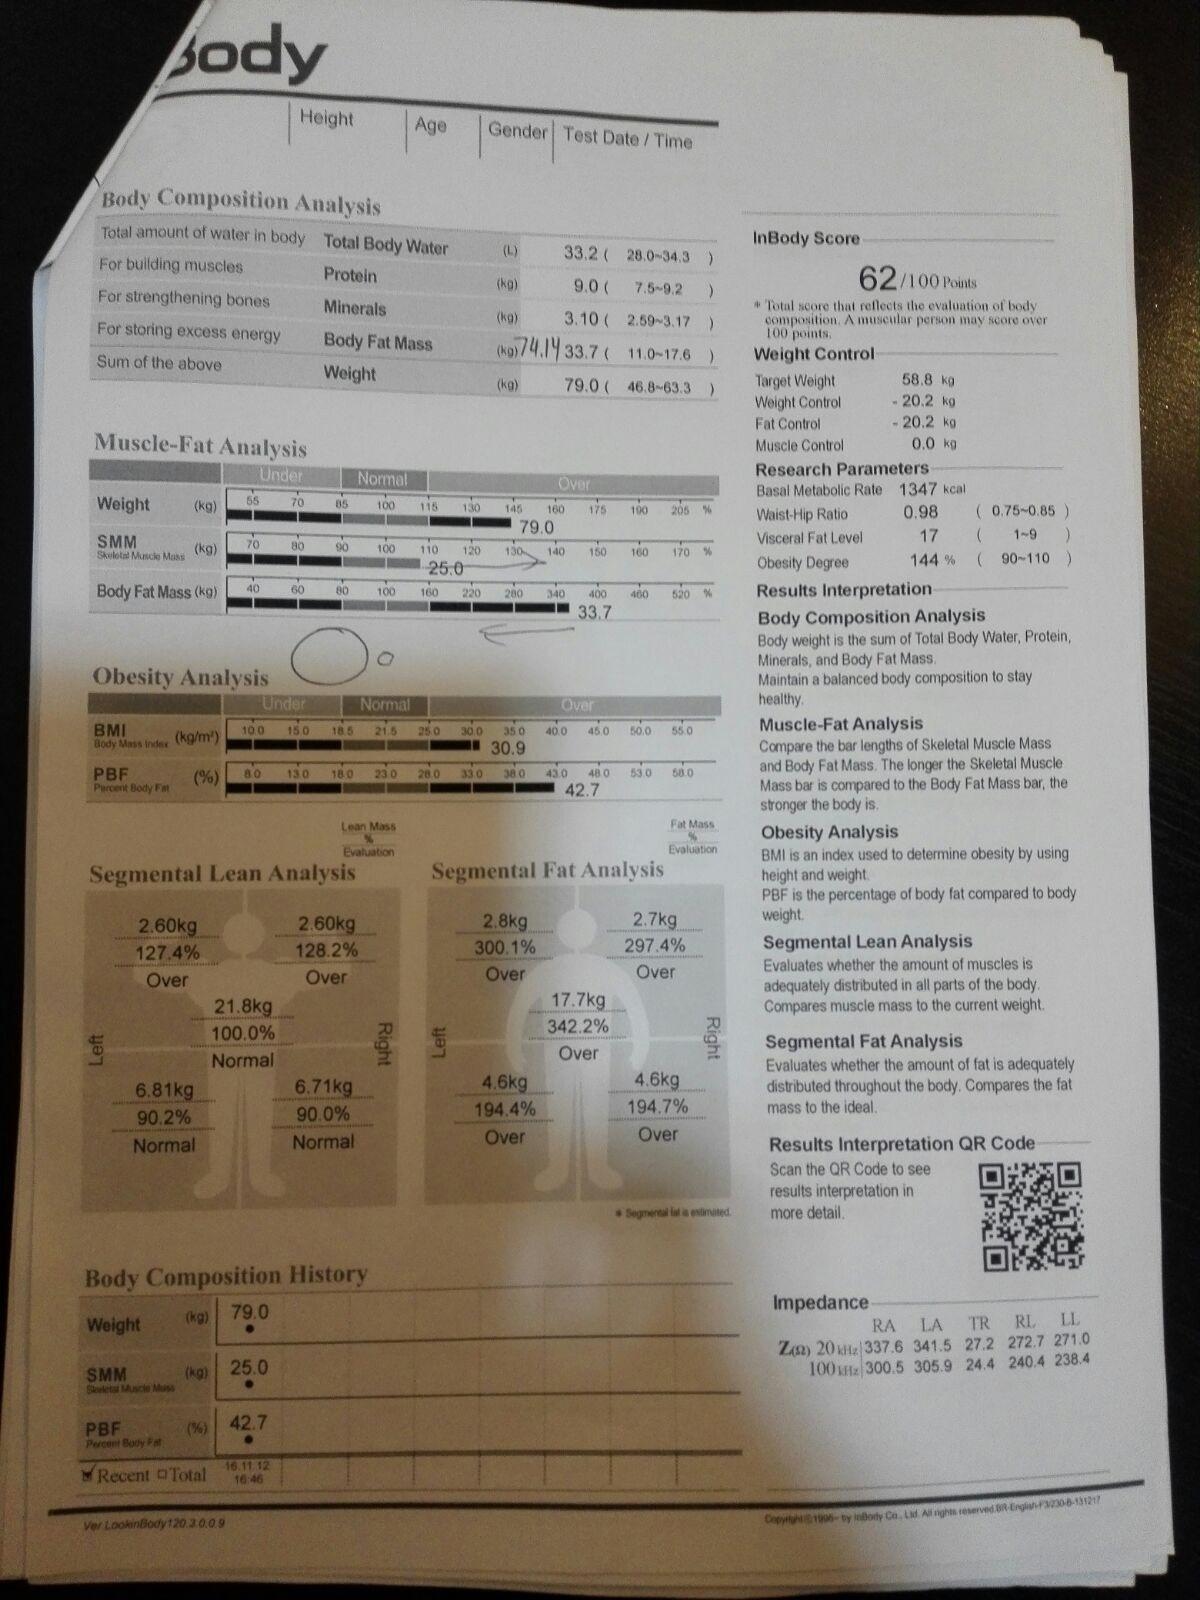 Body
Height Age Gender Test Date / Time
Body Composition Analysis
Total amount of water in body Total Body Water (L) 33.2 ( 28.0~34.3 )
For building muscles Protein (kg) 9.0 ( 7.5~9.2 )
For strengthening bones Minerals (kg) 3.10 ( 2.59~3.17 )
For storing excess energy Body Fat Mass (kg) 74.14 33.7 ( 11.0~17.6 )
Sum of the above Weight (kg) 79.0 ( 46.8~63.3 )
Muscle-Fat Analysis
Under Normal Over
Weight (kg) 55 70 85 100 115 130 145 160 175 190 205 %
79.0
SMM (kg) 70 80 90 100 110 120 130 140 150 160 170 %
Skeletal Muscle Mass
25.0
Body Fat Mass (kg) 40 60 80 100 160 220 280 340 400 460 520 %
33.7
Obesity Analysis
Under Normal Over
BMI (kg/m²) 10.0 15.0 18.5 21.5 25.0 30.0 35.0 40.0 45.0 50.0 55.0
Body Mass Index
30.9
PBF (%) 8.0 13.0 18.0 23.0 28.0 33.0 38.0 43.0 48.0 53.0 58.0
Percent Body Fat
42.7
Lean Mass
%
Evaluation
Segmental Lean Analysis
2.60kg 2.60kg
127.4% 128.2%
Over Over
21.8kg
100.0%
Normal
Left Right
6.81kg 6.71kg
90.2% 90.0%
Normal Normal
Fat Mass
%
Evaluation
Segmental Fat Analysis
2.8kg 2.7kg
300.1% 297.4%
Over Over
17.7kg
342.2%
Over
Left Right
4.6kg 4.6kg
194.4% 194.7%
Over Over
* Segmental fat is estimated.
Body Composition History
Weight (kg) 79.0
SMM (kg) 25.0
Skeletal Muscle Mass
PBF (%) 42.7
Percent Body Fat
Recent Total 16.11.12
16:46
Ver LookinBody120.3.0.0.9
InBody Score
62/100 Points
* Total score that reflects the evaluation of body
composition. A muscular person may score over
100 points.
Weight Control
Target Weight 58.8 kg
Weight Control - 20.2 kg
Fat Control - 20.2 kg
Muscle Control 0.0 kg
Research Parameters
Basal Metabolic Rate 1347 kcal
Waist-Hip Ratio 0.98 ( 0.75~0.85 )
Visceral Fat Level 17 ( 1~9 )
Obesity Degree 144 % ( 90~110 )
Results Interpretation
Body Composition Analysis
Body weight is the sum of Total Body Water, Protein,
Minerals, and Body Fat Mass.
Maintain a balanced body composition to stay
healthy.
Muscle-Fat Analysis
Compare the bar lengths of Skeletal Muscle Mass
and Body Fat Mass. The longer the Skeletal Muscle
Mass bar is compared to the Body Fat Mass bar, the
stronger the body is.
Obesity Analysis
BMI is an index used to determine obesity by using
height and weight.
PBF is the percentage of body fat compared to body
weight.
Segmental Lean Analysis
Evaluates whether the amount of muscles is
adequately distributed in all parts of the body.
Compares muscle mass to the current weight.
Segmental Fat Analysis
Evaluates whether the amount of fat is adequately
distributed throughout the body. Compares the fat
mass to the ideal.
Results Interpretation QR Code
Scan the QR Code to see
results interpretation in
more detail.
Impedance
RA LA TR RL LL
Z(Ω) 20 kHz 337.6 341.5 27.2 272.7 271.0
100 kHz 300.5 305.9 24.4 240.4 238.4
Copyright©1996~ by InBody Co., Ltd. All rights reserved.BR-English-F3/230-B-131217